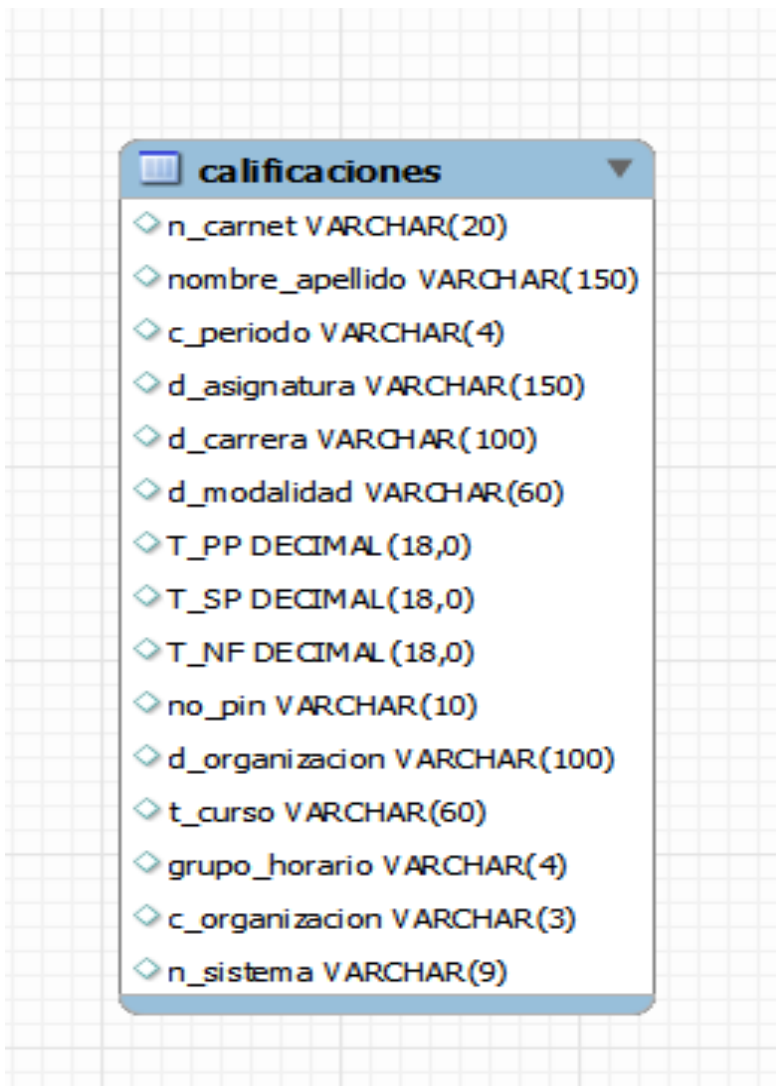 calificaciones
n_carnet VARCHAR(20)
nombre_apellido VARCHAR(150)
c_periodo VARCHAR(4)
d_asignatura VARCHAR(150)
d_carrera VARCHAR(100)
d_modalidad VARCHAR(60)
T_PP DECIMAL(18,0)
T_SP DECIMAL(18,0)
T_NF DECIMAL(18,0)
no_pin VARCHAR(10)
d_organizacion VARCHAR(100)
t_curso VARCHAR(60)
grupo_horario VARCHAR(4)
c_organizacion VARCHAR(3)
n_sistema VARCHAR(9)